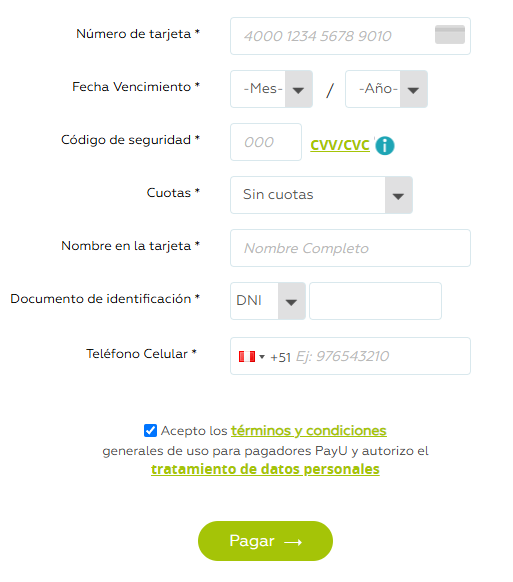 Número de tarjeta * 4000 1234 5678 9010
Fecha Vencimiento * -Mes- / -Año-
Código de seguridad * 000 CVV/CVC i
Cuotas * Sin cuotas
Nombre en la tarjeta * Nombre Completo
Documento de identificación * DNI
Teléfono Celular * +51 Ej: 976543210
Acepto los términos y condiciones
generales de uso para pagadores PayU y autorizo el
tratamiento de datos personales
Pagar →